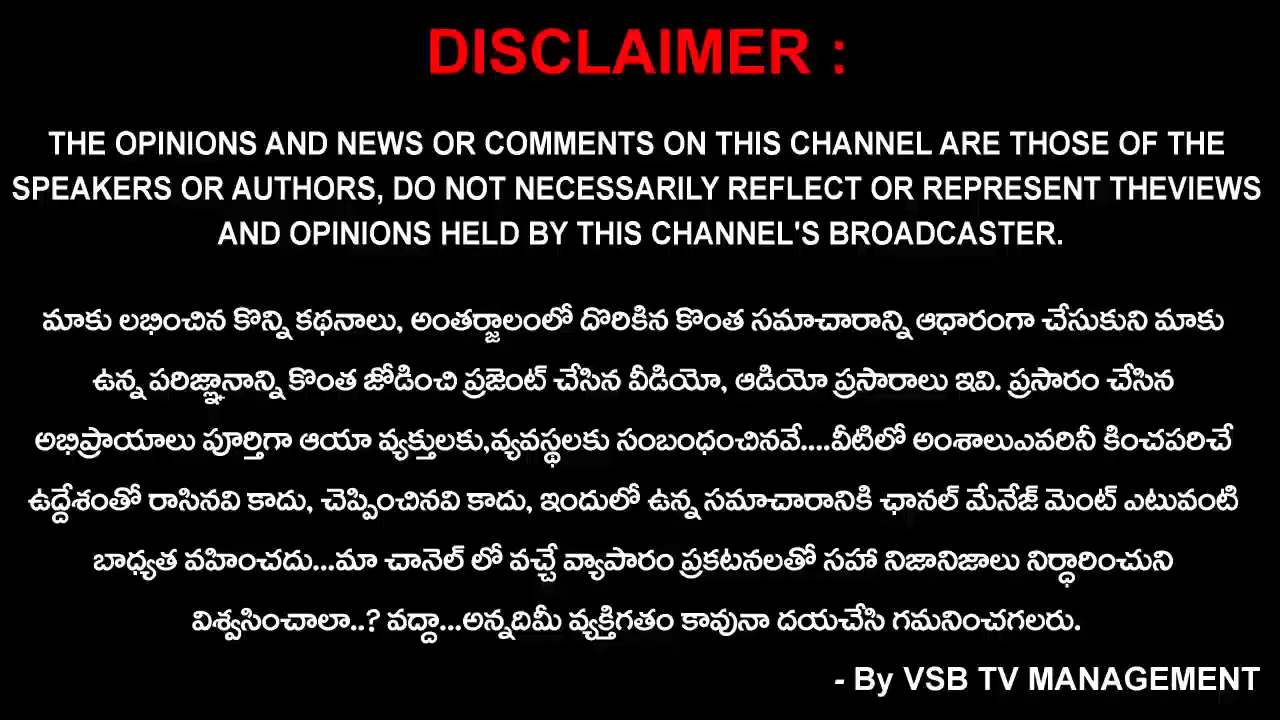 DISCLAIMER :
THE OPINIONS AND NEWS OR COMMENTS ON THIS CHANNEL ARE THOSE OF THE
SPEAKERS OR AUTHORS, DO NOT NECESSARILY REFLECT OR REPRESENT THEVIEWS
AND OPINIONS HELD BY THIS CHANNEL'S BROADCASTER.
మాకు లభించిన కొన్ని కథనాలు, అంతర్జాలంలో దొరికిన కొంత సమాచారాన్ని ఆధారంగా చేసుకుని మాకు
ఉన్న పరిజ్ఞానాన్ని కొంత జోడించి ప్రజెంట్ చేసిన వీడియో, ఆడియో ప్రసారాలు ఇవి. ప్రసారం చేసిన
అభిప్రాయాలు పూర్తిగా ఆయా వ్యక్తులకు,వ్యవస్థలకు సంబంధంచినవే....వీటిలో అంశాలుఎవరినీ కించపరిచే
ఉద్దేశంతో రాసినవి కాదు, చెప్పించినవి కాదు, ఇందులో ఉన్న సమాచారానికి ఛానల్ మేనేజ్ మెంట్ ఎటువంటి
బాధ్యత వహించదు...మా చానెల్ లో వచ్చే వ్యాపారం ప్రకటనలతో సహా నిజానిజాలు నిర్ధారించుని
విశ్వసించాలా..? వద్దా...అన్నదిమీ వ్యక్తిగతం కావునా దయచేసి గమనించగలరు.
- By VSB TV MANAGEMENT